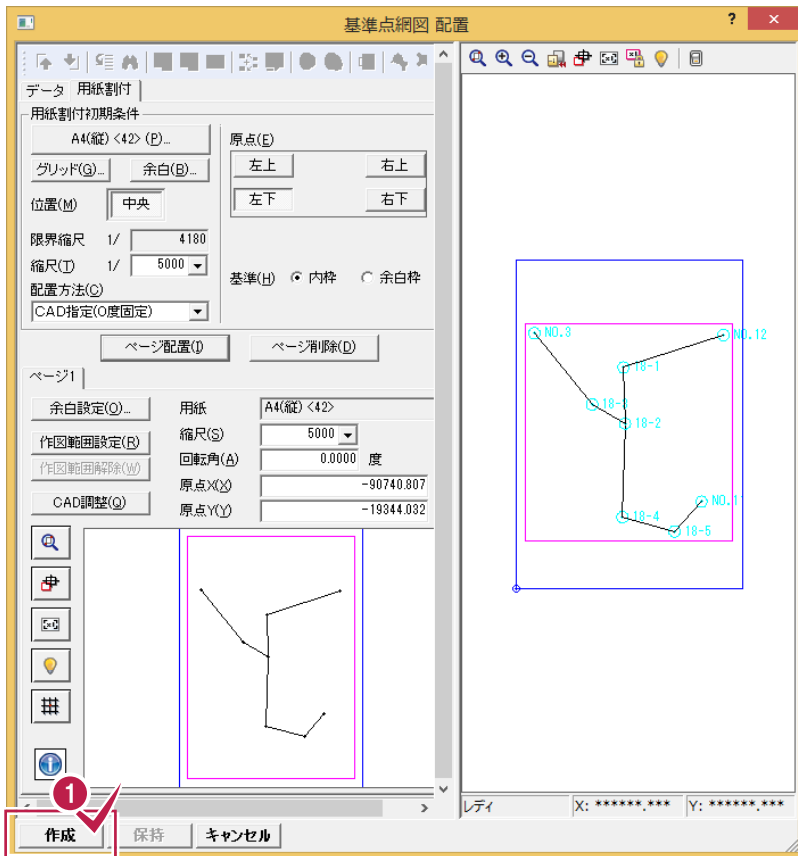 基準点網図 配置
? ×
データ 用紙割付
用紙割付初期条件
A4(縦) <42> (P)...
グリッド(G)... 余白(B)...
位置(M) 中央
限界縮尺 1/ 4180
縮尺(T) 1/ 5000
配置方法(C)
CAD指定(0度固定)
原点(E)
左上 右上
左下 右下
基準(H) 内枠 余白枠
ページ配置(I) ページ削除(D)
ページ1
余白設定(O)...
作図範囲設定(R)
作図範囲解除(W)
CAD調整(Q)
用紙 A4(縦) <42>
縮尺(S) 5000
回転角(A) 0.0000 度
原点X(X) -90740.807
原点Y(Y) -19344.032
1
作成 保持 キャンセル
NO.3 NO.12
18-1
18-3
18-2
NO.11
18-4
18-5
レディ X: ******.*** Y: ******.***